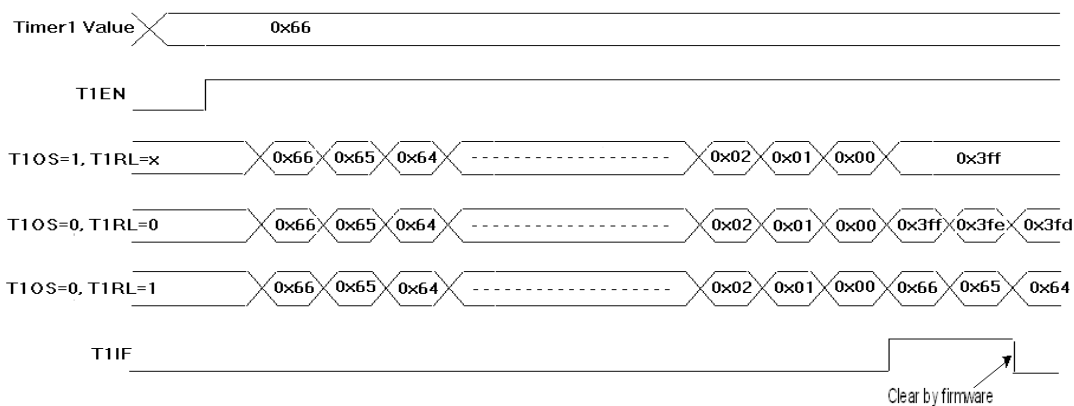 Timer1 Value 0x66
T1EN
T1OS=1, T1RL=x 0x66 0x65 0x64 0x02 0x01 0x00 0x3ff
T1OS=0, T1RL=0 0x66 0x65 0x64 0x02 0x01 0x00 0x3ff 0x3fe 0x3fd
T1OS=0, T1RL=1 0x66 0x65 0x64 0x02 0x01 0x00 0x66 0x65 0x64
T1IF
Clear by firmware